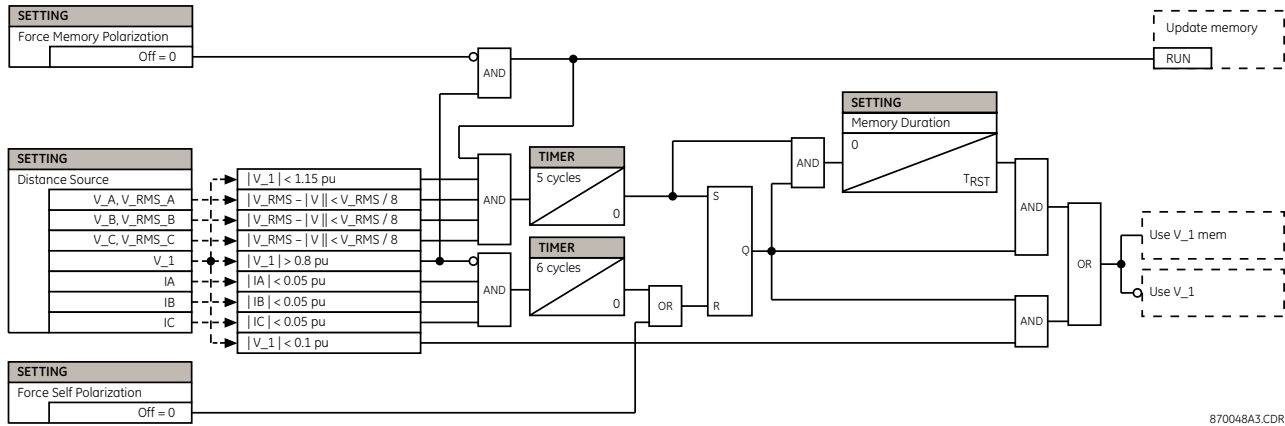 SETTING
Force Memory Polarization
Off = 0
AND
Update memory
RUN
SETTING
Memory Duration
0
TRST
SETTING
Distance Source
V_A, V_RMS_A
V_B, V_RMS_B
V_C, V_RMS_C
V_1
IA
IB
IC
| V_1 | < 1.15 pu
| V_RMS – | V || < V_RMS / 8
| V_RMS – | V || < V_RMS / 8
| V_RMS – | V || < V_RMS / 8
| V_1 | > 0.8 pu
| IA | < 0.05 pu
| IB | < 0.05 pu
| IC | < 0.05 pu
| V_1 | < 0.1 pu
AND
AND
TIMER
5 cycles
0
TIMER
6 cycles
0
OR
S
Q
R
AND
AND
AND
OR
Use V_1 mem
Use V_1
SETTING
Force Self Polarization
Off = 0
870048A3.CDR